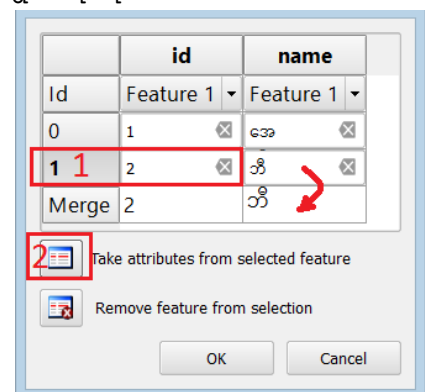 id name
Id Feature 1 Feature 1
0 1 အေ
1 1 2 ဘီ
Merge 2 ဘီ
2 Take attributes from selected feature
Remove feature from selection
OK Cancel